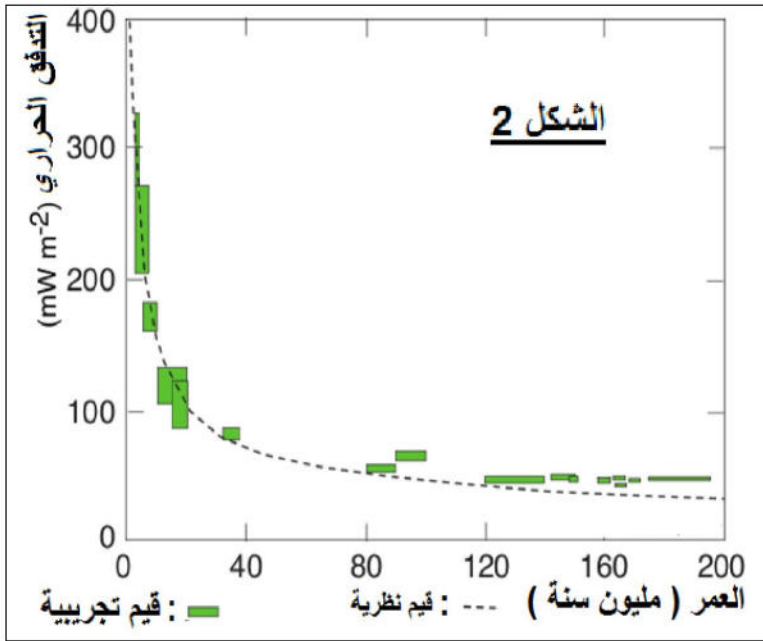 400
300
200
100
0
التدفق الحراري (mW m-2)
الشكل 2
0 40 80 120 160 200
العمر ( مليون سنة )
---- : قيم نظرية
: قيم تجريبية